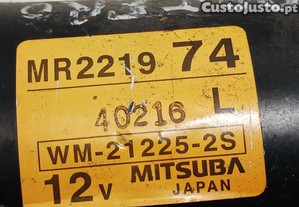 CustoJusto.pt
MR2219 74
40216 L
WM-21225-2S
12V MITSUBA
JAPAN